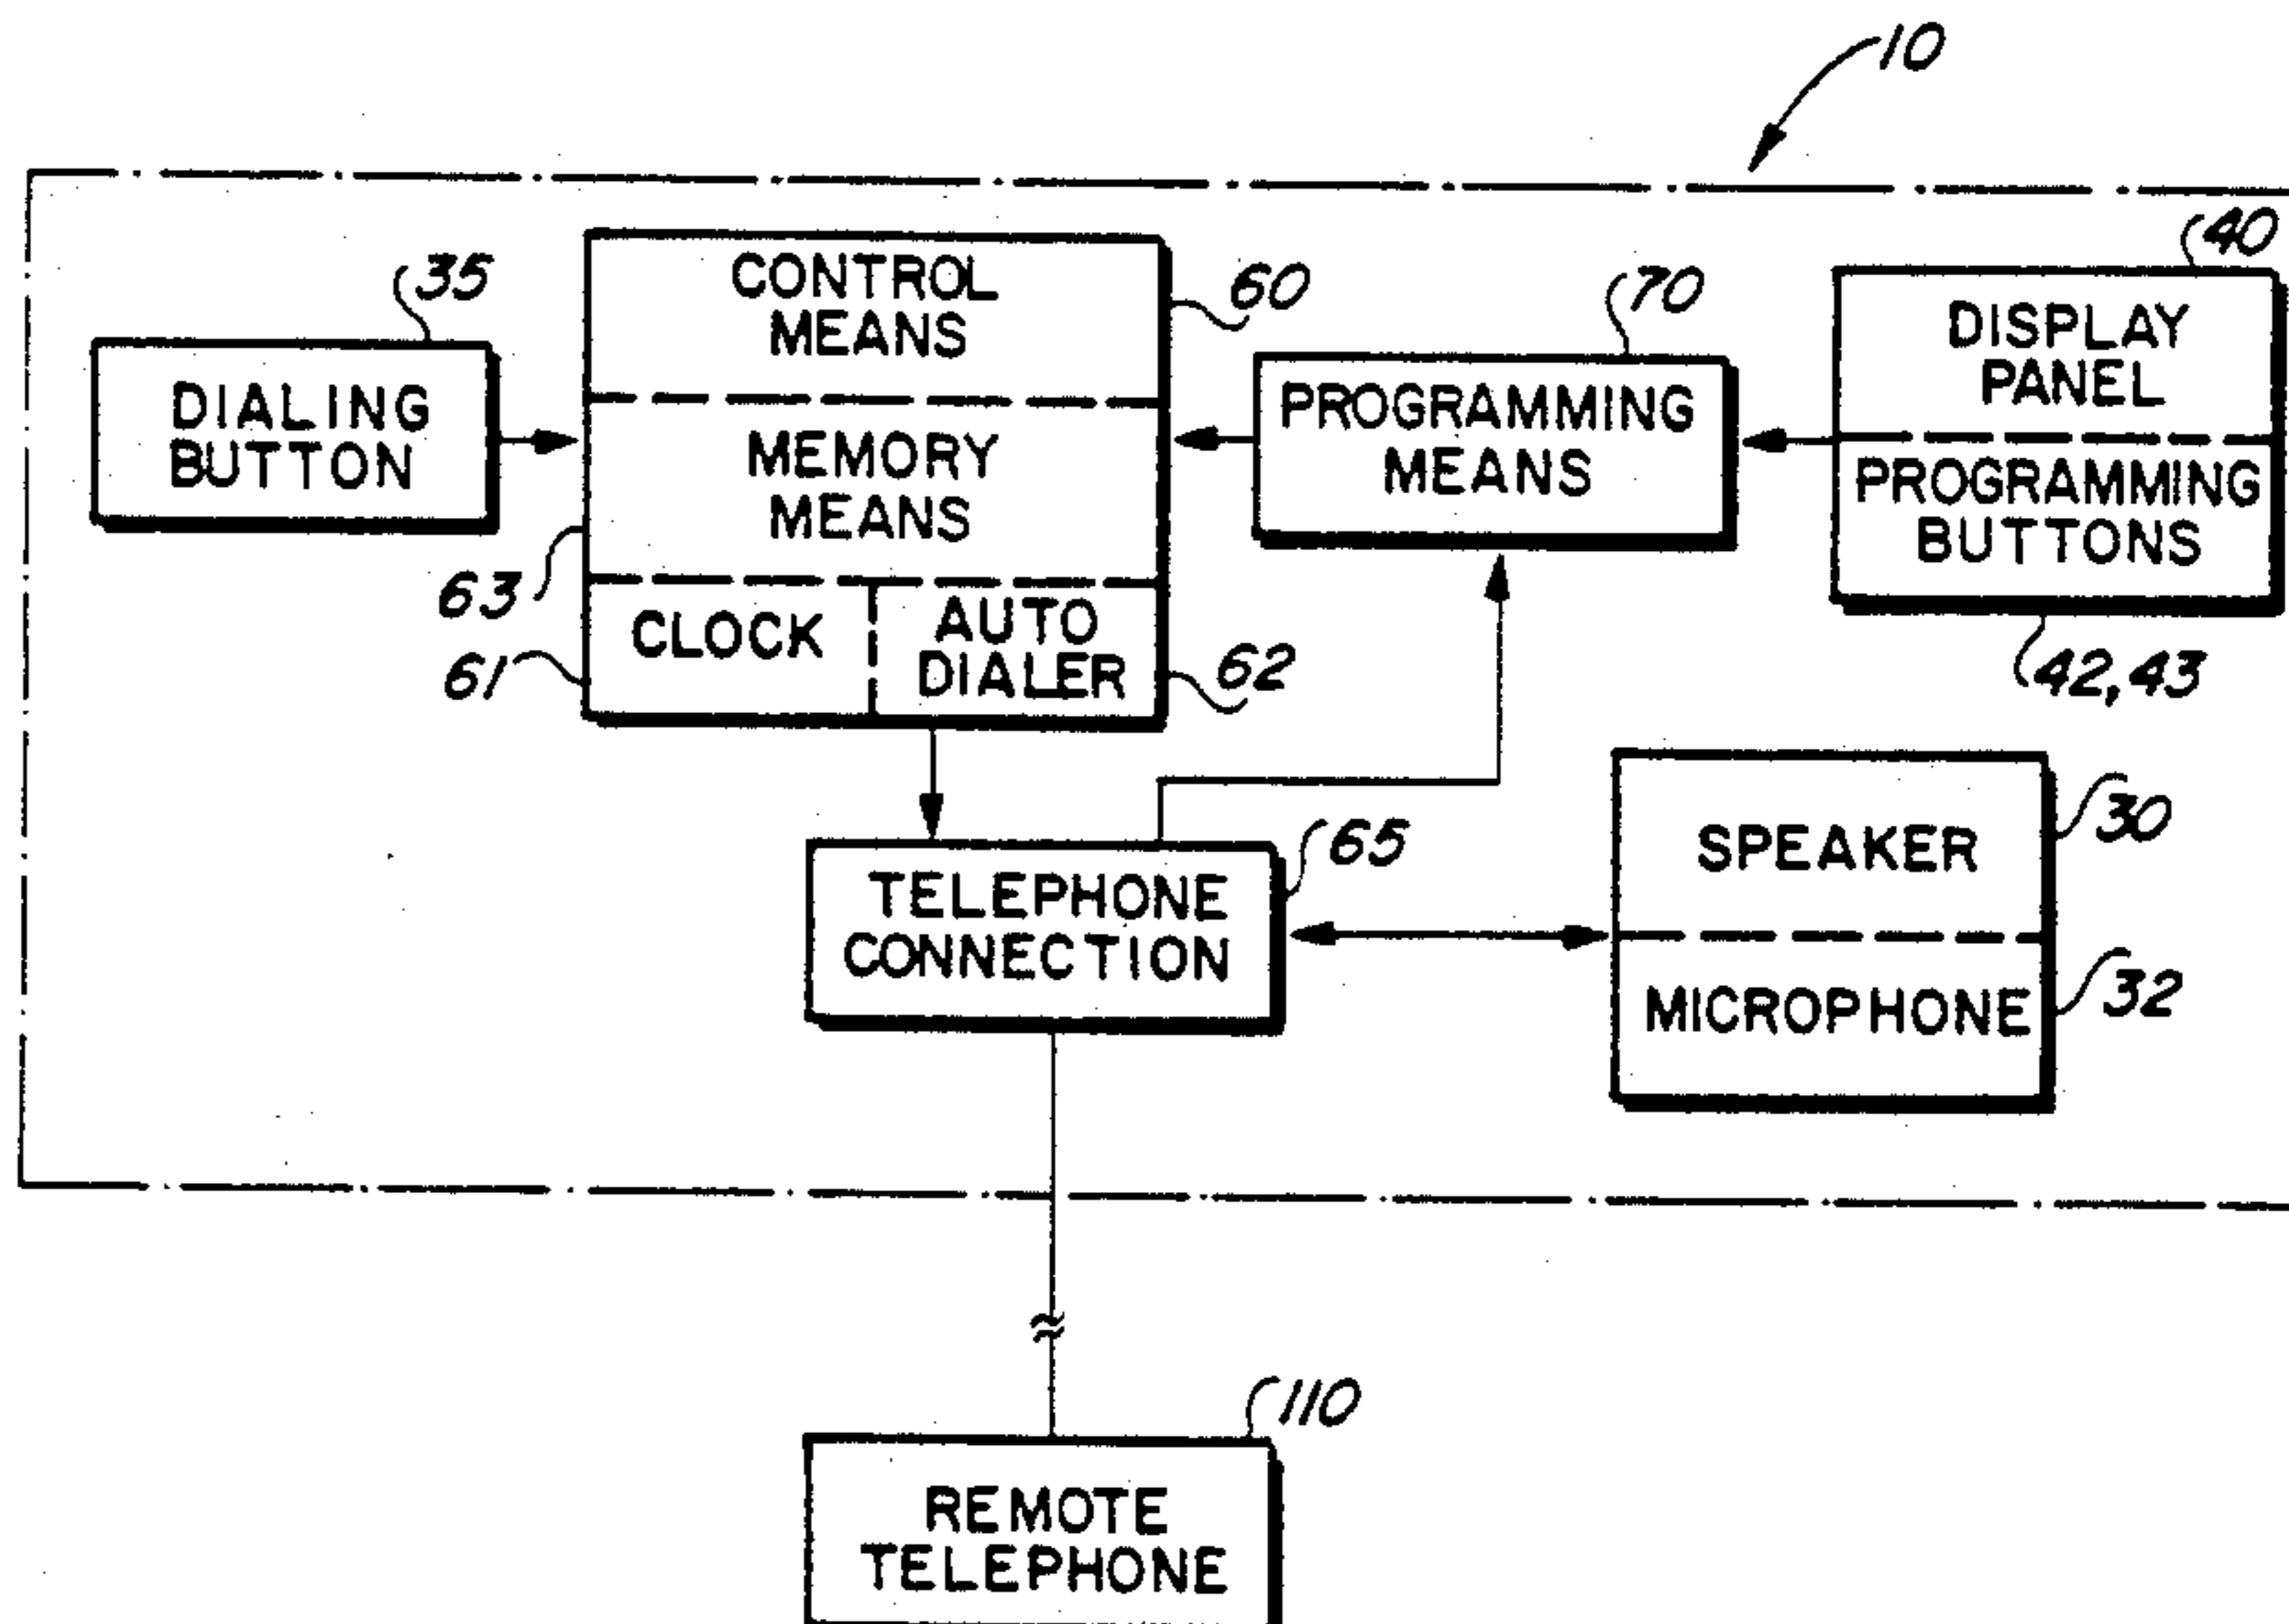 10
40
35
CONTROL
MEANS
60
70
DISPLAY
PANEL
DIALING
BUTTON
MEMORY
MEANS
PROGRAMMING
MEANS
PROGRAMMING
BUTTONS
63
CLOCK
AUTO
DIALER
61
62
42,43
SPEAKER
30
TELEPHONE
CONNECTION
65
MICROPHONE
32
110
REMOTE
TELEPHONE